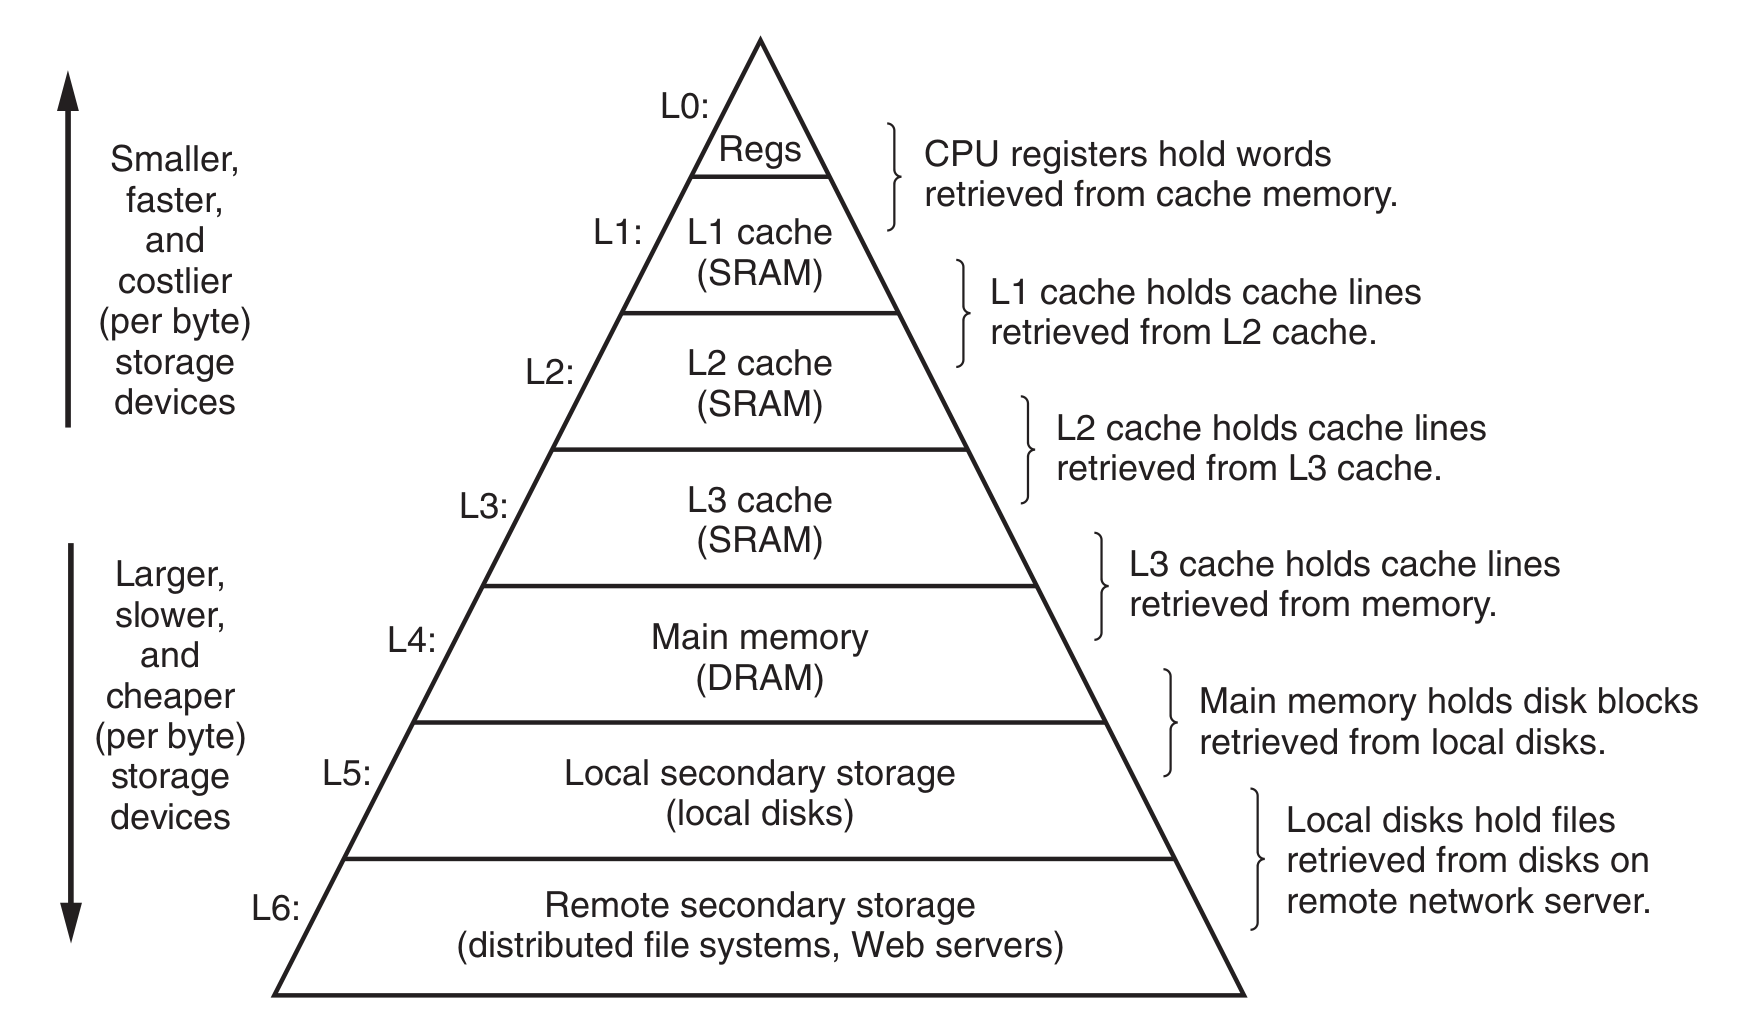 Smaller,
faster,
and
costlier
(per byte)
storage
devices
Larger,
slower,
and
cheaper
(per byte)
storage
devices
L0:
Regs
L1:
L1 cache
(SRAM)
L2:
L2 cache
(SRAM)
L3:
L3 cache
(SRAM)
L4:
Main memory
(DRAM)
L5:
Local secondary storage
(local disks)
L6:
Remote secondary storage
(distributed file systems, Web servers)
CPU registers hold words
retrieved from cache memory.
L1 cache holds cache lines
retrieved from L2 cache.
L2 cache holds cache lines
retrieved from L3 cache.
L3 cache holds cache lines
retrieved from memory.
Main memory holds disk blocks
retrieved from local disks.
Local disks hold files
retrieved from disks on
remote network server.